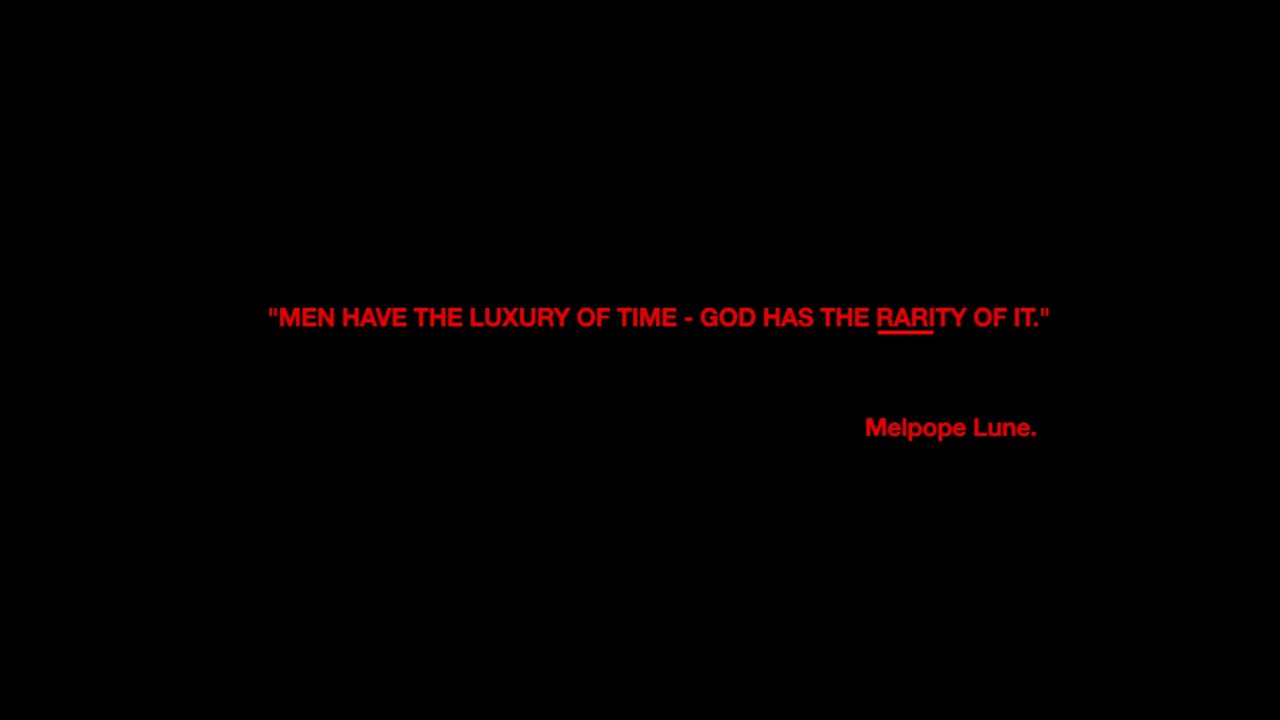 "MEN HAVE THE LUXURY OF TIME - GOD HAS THE RARITY OF IT."
Melpope Lune.